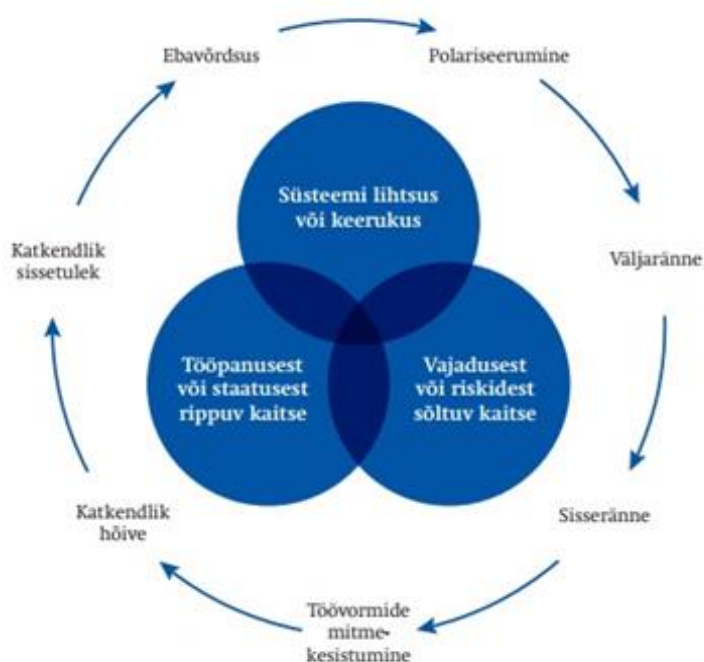 Ebavõrdsus
Polariseerumine
Süsteemi lihtsus
või keerukus
Katkendlik
sissetulek
Väljaränne
Tööpanusest
või staatusest
rippuv kaitse
Vajadusest
või riskidest
sõltuv kaitse
Katkendlik
hõive
Sisseränne
Töövormide
mitme-
kesistumine